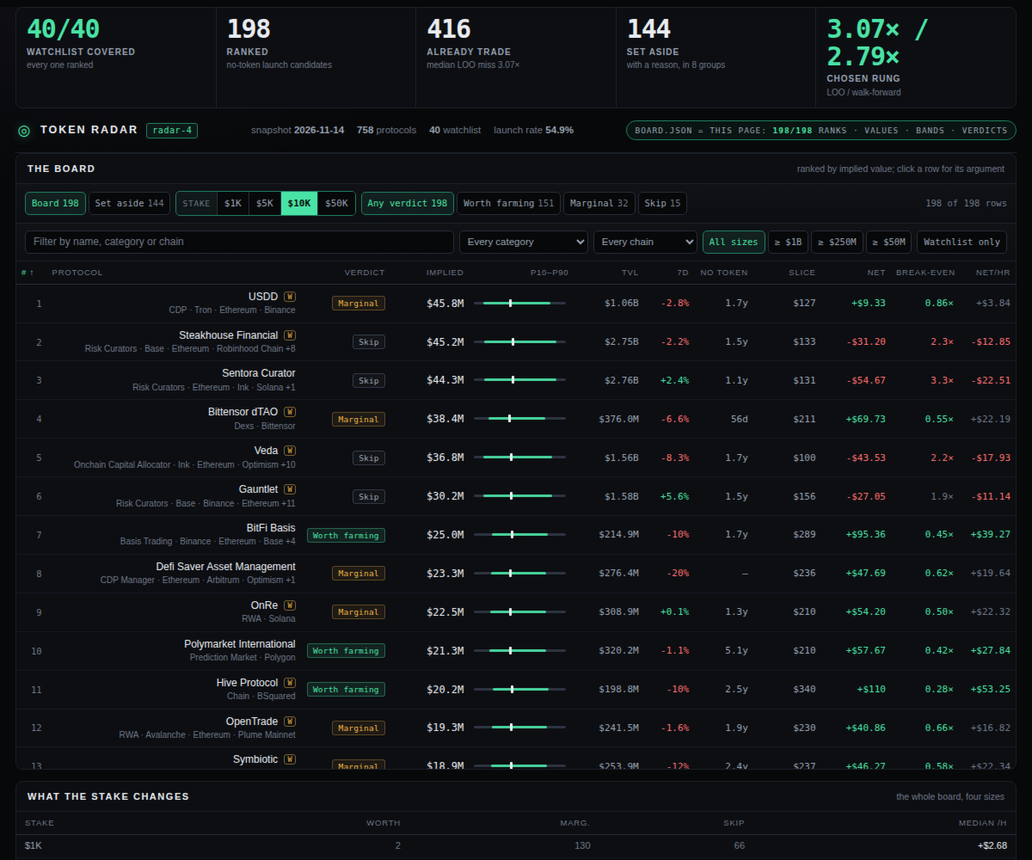 40/40
WATCHLIST COVERED
every one ranked
198
RANKED
no-token launch candidates
416
ALREADY TRADE
median LOO miss 3.07×
144
SET ASIDE
with a reason, in 8 groups
3.07× /
2.79×
CHOSEN RUNG
LOO / walk-forward
TOKEN RADAR radar-4 snapshot 2026-11-14 758 protocols 40 watchlist launch rate 54.9% BOARD.JSON = THIS PAGE: 198/198 RANKS · VALUES · BANDS · VERDICTS
THE BOARD ranked by implied value; click a row for its argument
Board 198 Set aside 144 STAKE $1K $5K $10K $50K Any verdict 198 Worth farming 151 Marginal 32 Skip 15 198 of 198 rows
Filter by name, category or chain Every category Every chain All sizes ≥ $1B ≥ $250M ≥ $50M Watchlist only
# ↑ PROTOCOL VERDICT IMPLIED P10–P90 TVL 7D NO TOKEN SLICE NET BREAK-EVEN NET/HR
1 USDD W Marginal $45.8M $1.06B -2.8% 1.7y $127 +$9.33 0.86× +$3.84
CDP · Tron · Ethereum · Binance
2 Steakhouse Financial W Skip $45.2M $2.75B -2.2% 1.5y $133 -$31.20 2.3× -$12.85
Risk Curators · Base · Ethereum · Robinhood Chain +8
3 Sentora Curator Skip $44.3M $2.76B +2.4% 1.1y $131 -$54.67 3.3× -$22.51
Risk Curators · Ethereum · Ink · Solana +1
4 Bittensor dTAO W Marginal $38.4M $376.0M -6.6% 56d $211 +$69.73 0.55× +$22.19
Dexs · Bittensor
5 Veda W Skip $36.8M $1.56B -8.3% 1.7y $100 -$43.53 2.2× -$17.93
Onchain Capital Allocator · Ink · Ethereum · Optimism +10
6 Gauntlet W Skip $30.2M $1.58B +5.6% 1.5y $156 -$27.05 1.9× -$11.14
Risk Curators · Base · Binance · Ethereum +11
7 BitFi Basis Worth farming $25.0M $214.9M -10% 1.7y $289 +$95.36 0.45× +$39.27
Basis Trading · Binance · Ethereum · Base +4
8 Defi Saver Asset Management Marginal $23.3M $276.4M -20% – $236 +$47.69 0.62× +$19.64
CDP Manager · Ethereum · Arbitrum · Optimism +1
9 OnRe W Marginal $22.5M $308.9M +0.1% 1.3y $210 +$54.20 0.50× +$22.32
RWA · Solana
10 Polymarket International Worth farming $21.3M $320.2M -1.1% 5.1y $210 +$57.67 0.42× +$27.84
Prediction Market · Polygon
11 Hive Protocol W Worth farming $20.2M $198.8M -10% 2.5y $340 +$110 0.28× +$53.25
Chain · BSquared
12 OpenTrade W Marginal $19.3M $241.5M -1.6% 1.9y $230 +$40.86 0.66× +$16.82
RWA · Avalanche · Ethereum · Plume Mainnet
13 Symbiotic W Marginal $18.9M $253.9M -12% 2.4y $237 +$46.27 0.58× +$22.34
WHAT THE STAKE CHANGES the whole board, four sizes
STAKE WORTH MARG. SKIP MEDIAN /H
$1K 2 130 66 +$2.68